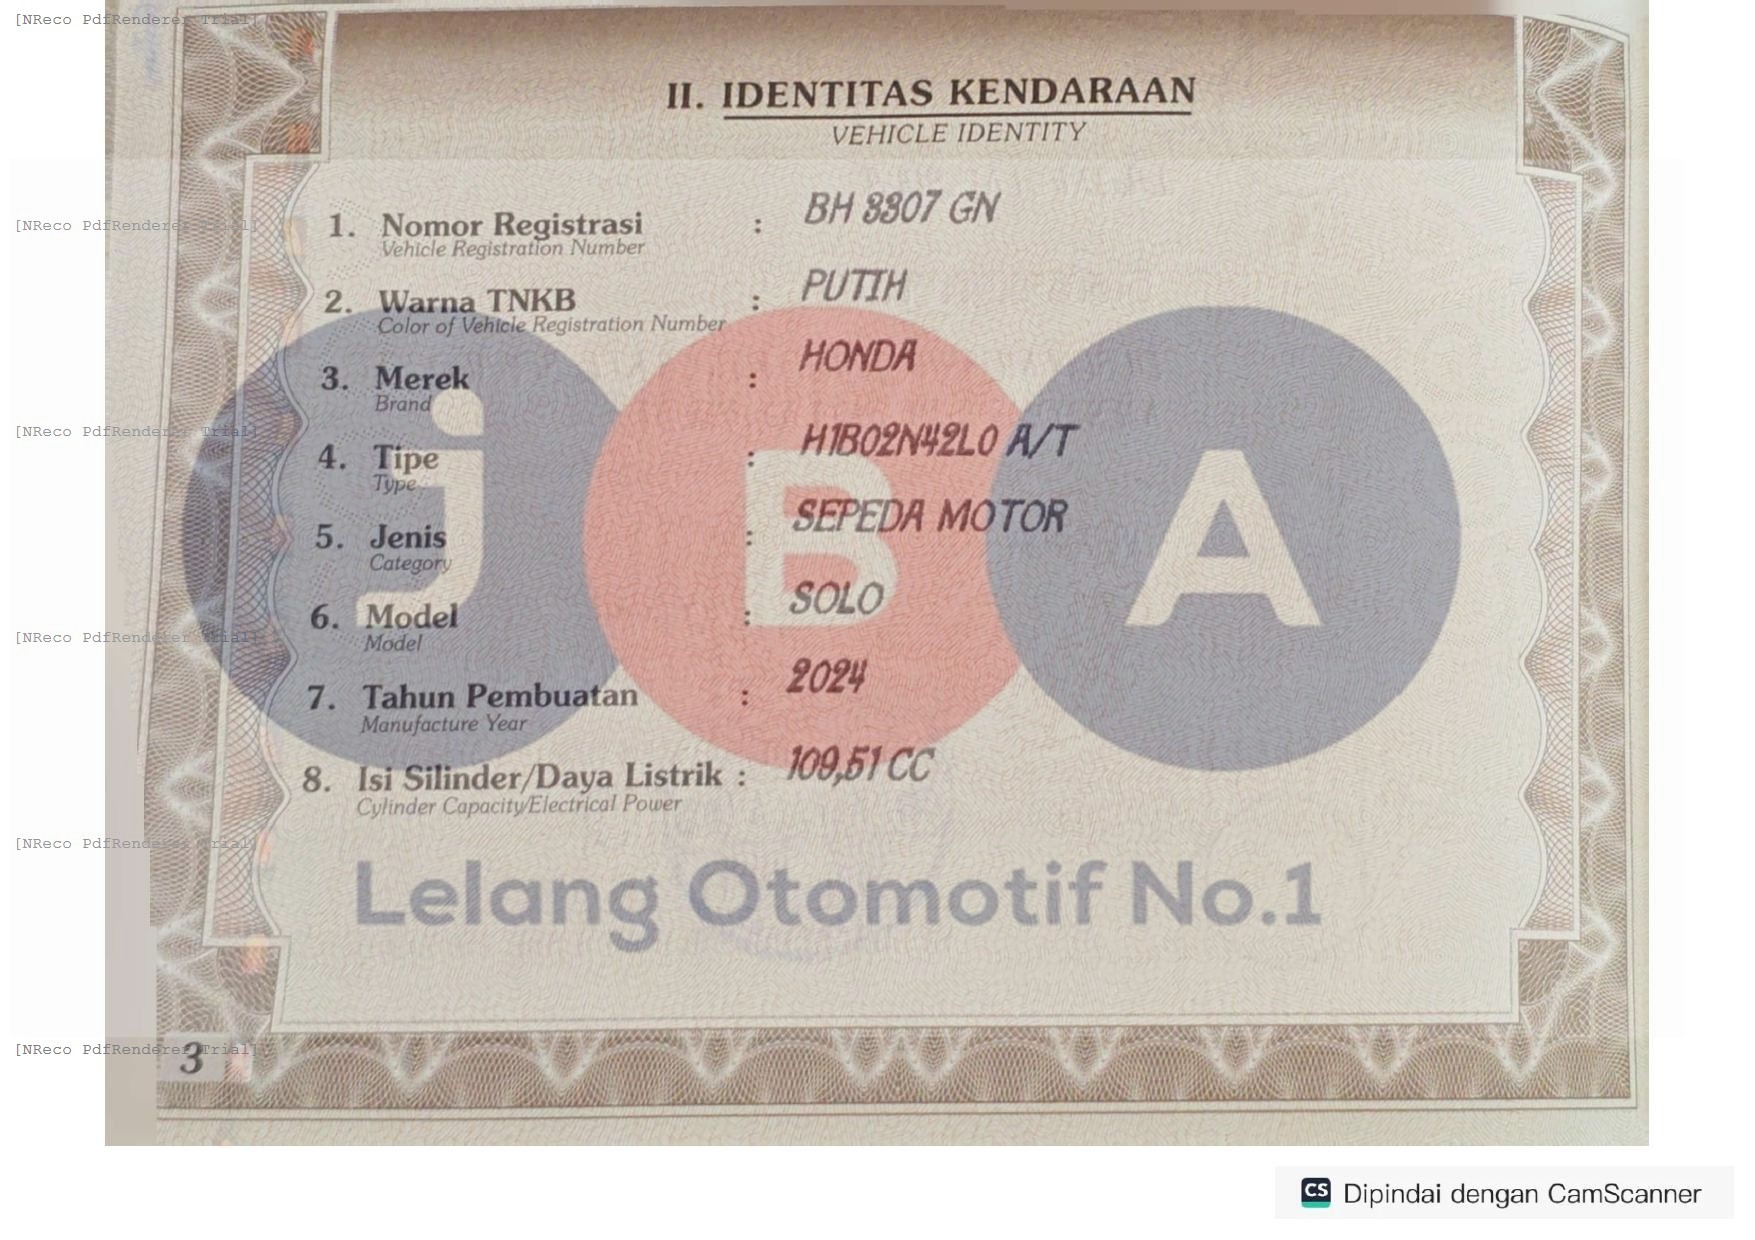 [NReco PdfRenderer Trial]
II. IDENTITAS KENDARAAN
VEHICLE IDENTITY
[NReco PdfRenderer Trial]
1. Nomor Registrasi : BH 3307 GN
Vehicle Registration Number
2. Warna TNKB : PUTIH
Color of Vehicle Registration Number
3. Merek : HONDA
Brand
[NReco PdfRenderer Trial]
4. Tipe : H1B02N42L0 A/T
Type
5. Jenis : SEPEDA MOTOR
Category
jBA
6. Model : SOLO
Model
[NReco PdfRenderer Trial]
7. Tahun Pembuatan : 2024
Manufacture Year
8. Isi Silinder/Daya Listrik : 109,51 CC
Cylinder Capacity/Electrical Power
[NReco PdfRenderer Trial]
Lelang Otomotif No.1
[NReco PdfRenderer Trial]
3
CS Dipindai dengan CamScanner